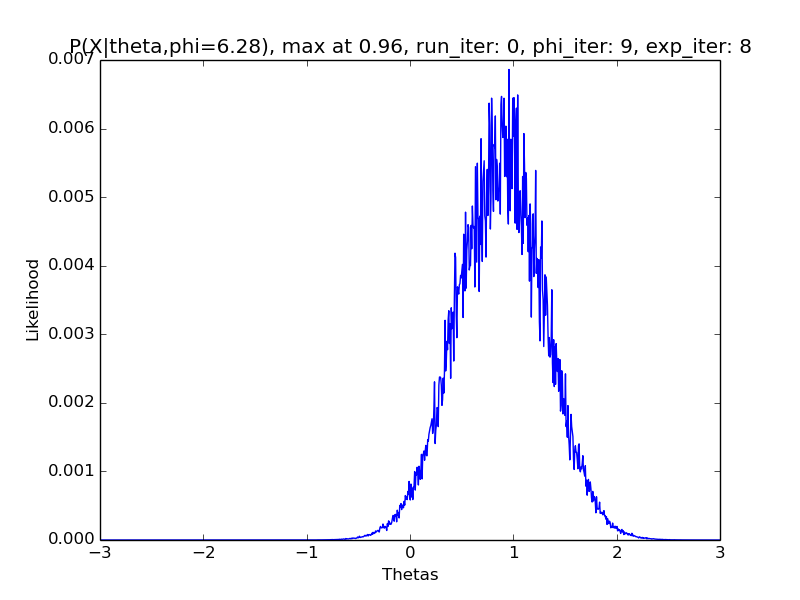 P(X|theta,phi=6.28), max at 0.96, run_iter: 0, phi_iter: 9, exp_iter: 8
0.007
0.006
0.005
0.004
0.003
0.002
0.001
0.000
Likelihood
−3 −2 −1 0 1 2 3
Thetas